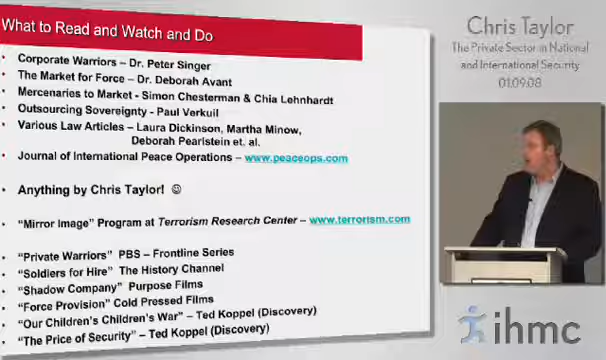 What to Read and Watch and Do
• Corporate Warriors – Dr. Peter Singer
• The Market for Force – Dr. Deborah Avant
• Mercenaries to Market - Simon Chesterman & Chia Lehnhardt
• Outsourcing Sovereignty - Paul Verkuil
• Various Law Articles – Laura Dickinson, Martha Minow,
Deborah Pearlstein et. al.
• Journal of International Peace Operations – www.peaceops.com
• Anything by Chris Taylor! ☺
• “Mirror Image” Program at Terrorism Research Center – www.terrorism.com
• “Private Warriors” PBS – Frontline Series
• “Soldiers for Hire” The History Channel
• “Shadow Company” Purpose Films
• “Force Provision” Cold Pressed Films
• “Our Children's Children's War” – Ted Koppel (Discovery)
• “The Price of Security” – Ted Koppel (Discovery)
Chris Taylor
The Private Sector in National
and International Security
01.09.08
ihmc